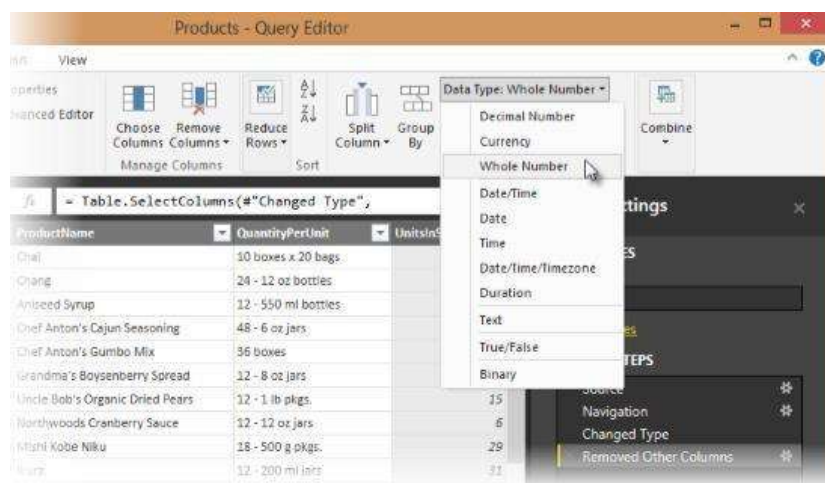 Products - Query Editor
View
Advanced Editor
Choose Columns
Remove Columns
Reduce Rows
Split Column
Group By
Data Type: Whole Number
Combine
Manage Columns
Sort
Decimal Number
Currency
Whole Number
Date/Time
Date
Time
Date/Time/Timezone
Duration
Text
True/False
Binary
= Table.SelectColumns(#"Changed Type",
ProductName
QuantityPerUnit
Chai
10 boxes x 20 bags
Chang
24 - 12 oz bottles
Aniseed Syrup
12 - 550 ml bottles
Chef Anton's Cajun Seasoning
48 - 6 oz jars
Chef Anton's Gumbo Mix
36 boxes
Grandma's Boysenberry Spread
12 - 8 oz jars
Uncle Bob's Organic Dried Pears
12 - 1 lb pkgs.
15
Northwoods Cranberry Sauce
12 - 12 oz jars
6
Mishi Kobe Niku
18 - 500 g pkgs.
29
12 - 200 ml jars
31
ttings
TEPS
Source
Navigation
Changed Type
Removed Other Columns